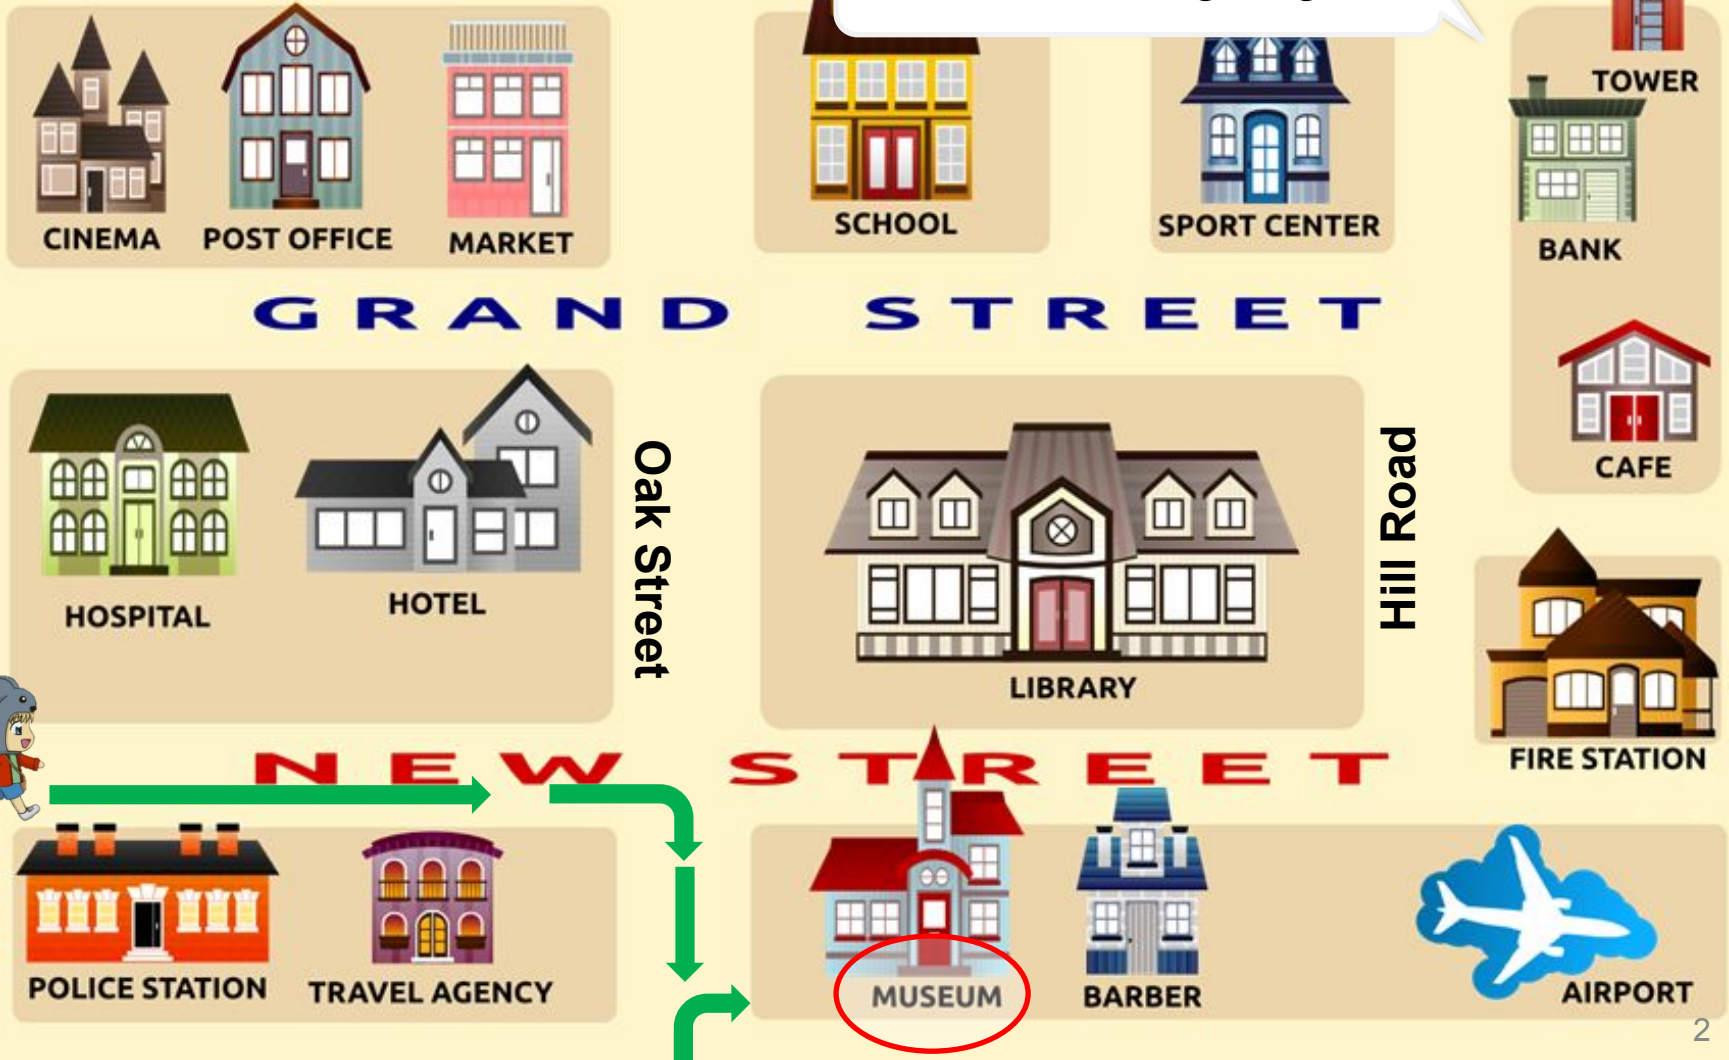 TOWER
CINEMA
POST OFFICE
MARKET
SCHOOL
SPORT CENTER
BANK
GRAND STREET
HOSPITAL
HOTEL
Oak Street
LIBRARY
Hill Road
CAFE
FIRE STATION
NEW STREET
POLICE STATION
TRAVEL AGENCY
MUSEUM
BARBER
AIRPORT
2